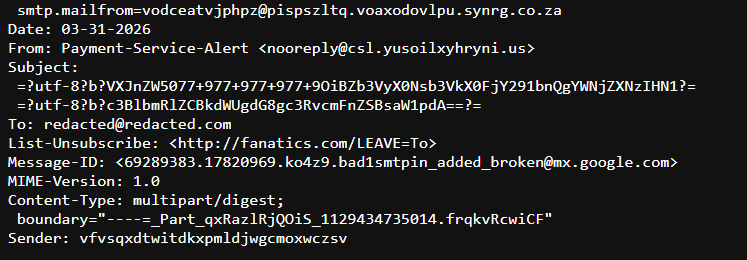 smtp.mailfrom=vodceatvjphpz@pispszltq.voaxodovlpu.synrg.co.za
Date: 03-31-2026
From: Payment-Service-Alert <nooreply@csl.yusoilxyhryni.us>
Subject:
=?utf-8?b?VXJnZW5077+977+977+977+9OiBZb3VyX0Nsb3VkX0FjY291bnQgYWNjZXNzIHN1?=
=?utf-8?b?c3BlbmRlZCBkdWUgdG8gc3RvcmFnZSBsaW1pdA==?=
To: redacted@redacted.com
List-Unsubscribe: <http://fanatics.com/LEAVE=To>
Message-ID: <69289383.17820969.ko4z9.bad1smtpin_added_broken@mx.google.com>
MIME-Version: 1.0
Content-Type: multipart/digest;
boundary="----=_Part_qxRazlRjQOiS_1129434735014.frqkvRcwiCF"
Sender: vfvsqxdtwitdkxpmldjwgcmoxwczsv